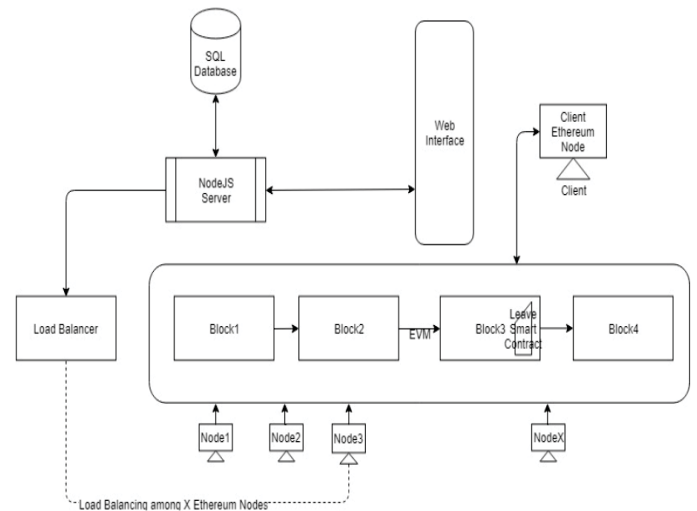 SQL
Database
Web
Interface
Client
Ethereum
Node
Client
NodeJS
Server
Load Balancer
Block1
Block2
EVM
Block3
Leave
Smart
Contract
Block4
Node1
Node2
Node3
NodeX
Load Balancing among X Ethereum Nodes